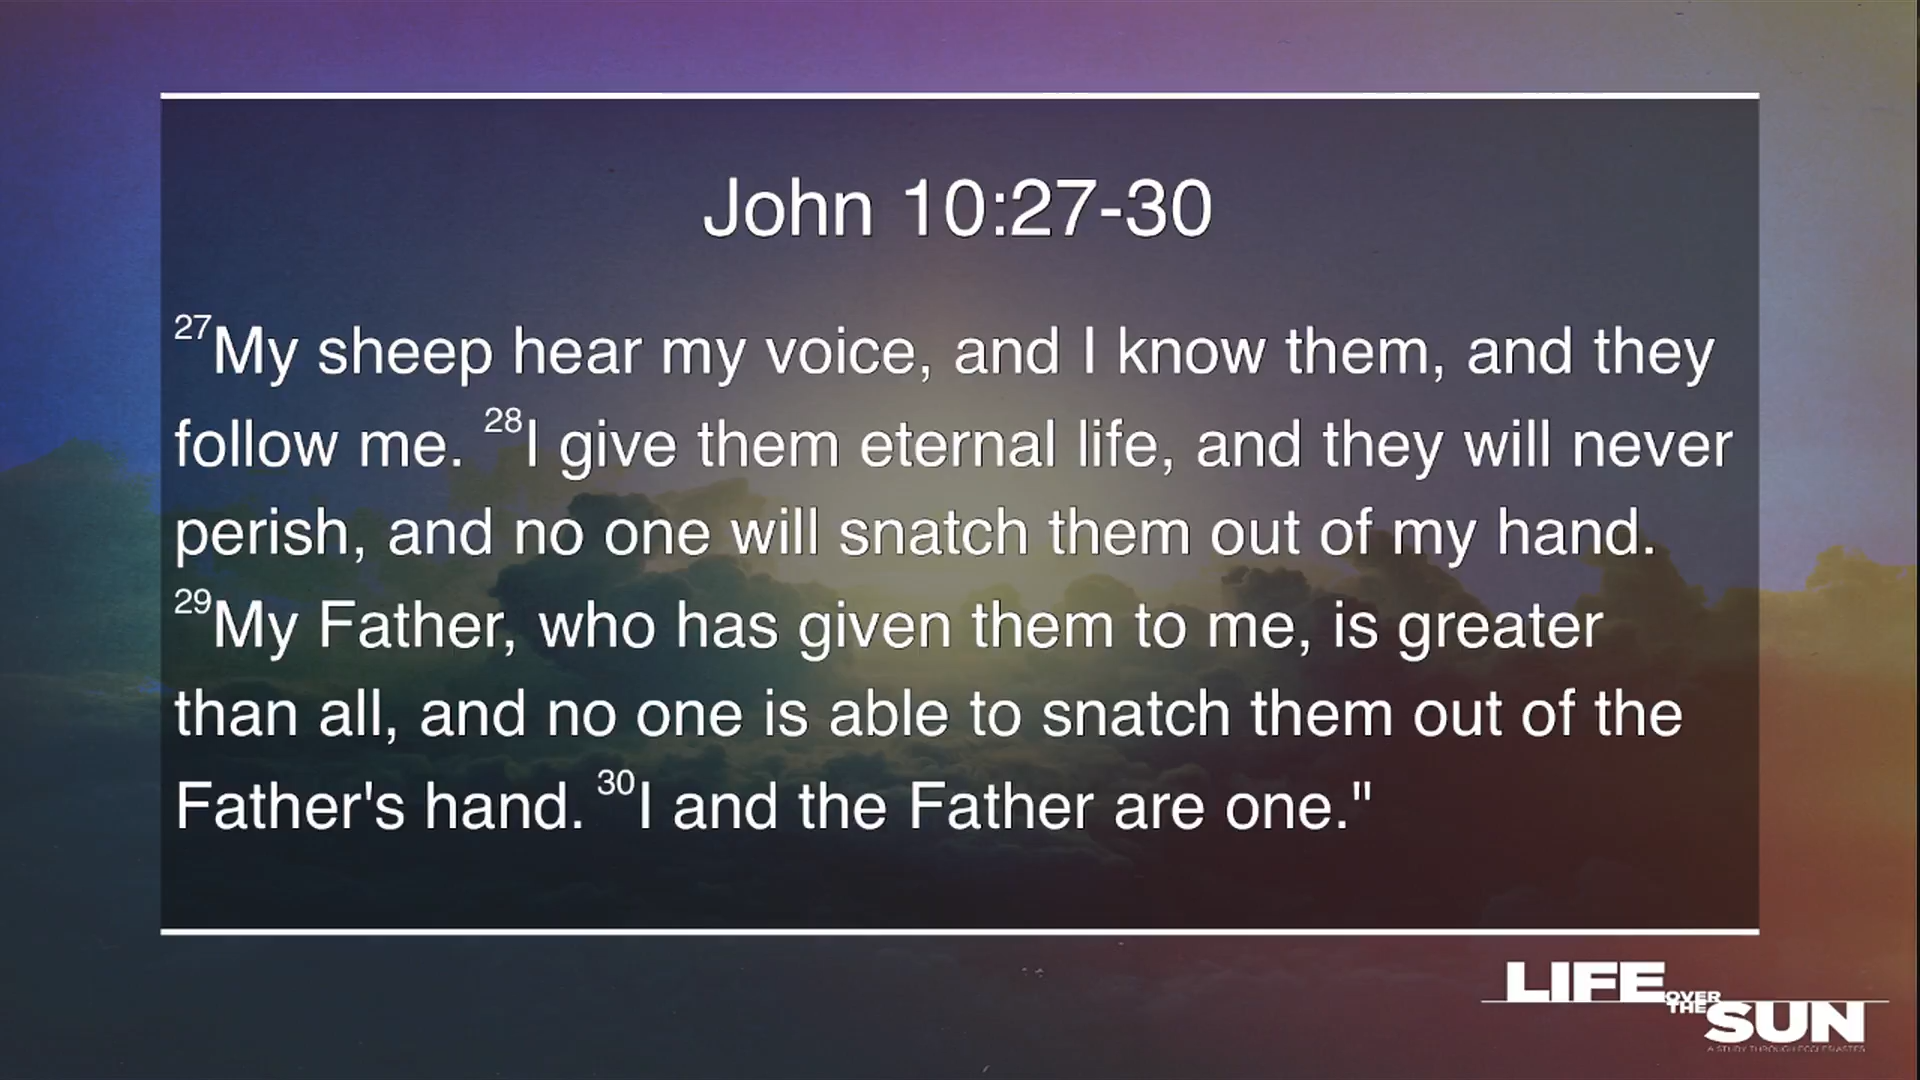 John 10:27-30
27My sheep hear my voice, and I know them, and they
follow me. 28I give them eternal life, and they will never
perish, and no one will snatch them out of my hand.
29My Father, who has given them to me, is greater
than all, and no one is able to snatch them out of the
Father's hand. 30I and the Father are one."
LIFE
OVER
THE
SUN
A STUDY THROUGH ECCLESIASTES